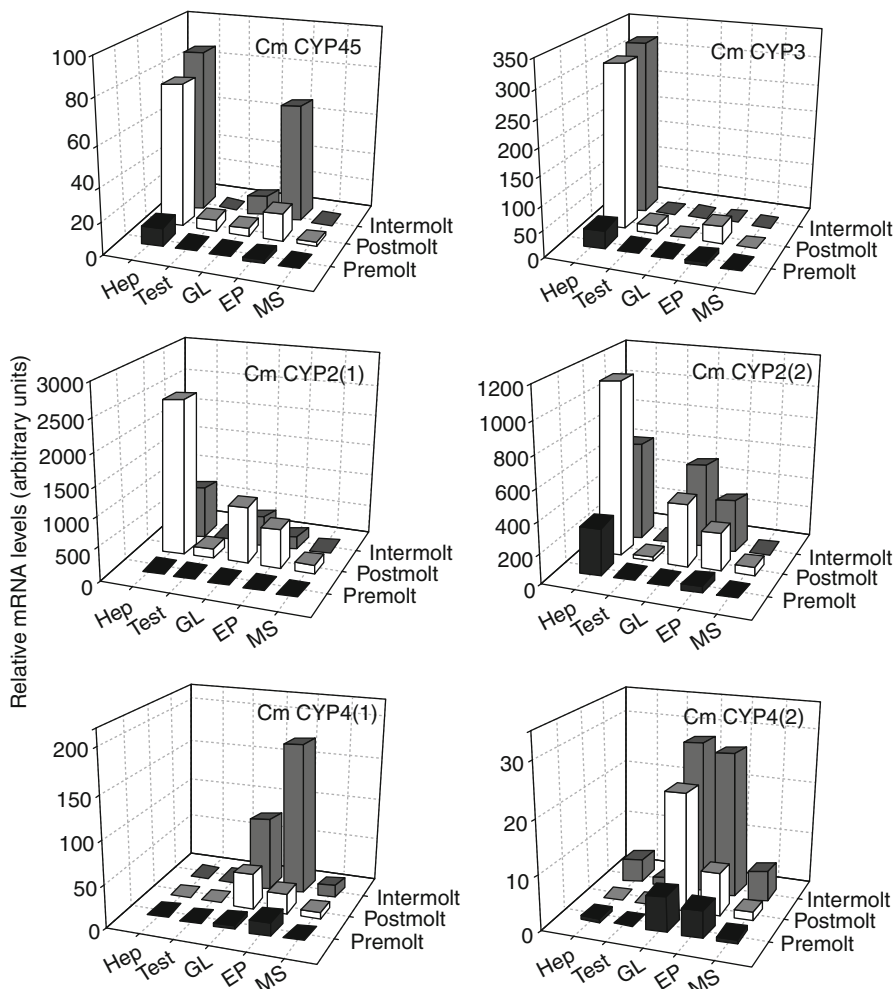 Relative mRNA levels (arbitrary units)
Cm CYP45
100
80
60
40
20
0
Hep
Test
GL
EP
MS
Intermolt
Postmolt
Premolt
Cm CYP3
350
300
250
200
150
100
50
0
Hep
Test
GL
EP
MS
Intermolt
Postmolt
Premolt
Cm CYP2(1)
3000
2500
2000
1500
1000
500
0
Hep
Test
GL
EP
MS
Intermolt
Postmolt
Premolt
Cm CYP2(2)
1200
1000
800
600
400
200
0
Hep
Test
GL
EP
MS
Intermolt
Postmolt
Premolt
Cm CYP4(1)
200
150
100
50
0
Hep
Test
GL
EP
MS
Intermolt
Postmolt
Premolt
Cm CYP4(2)
30
20
10
0
Hep
Test
GL
EP
MS
Intermolt
Postmolt
Premolt